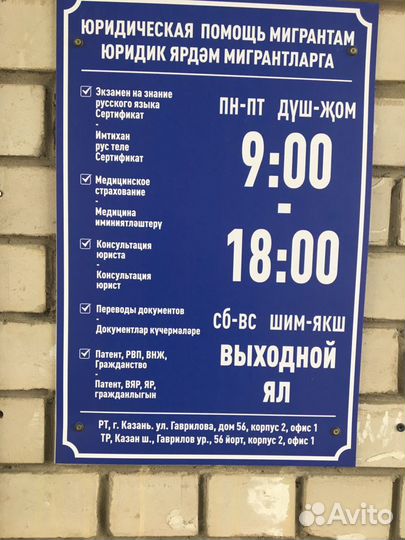 ЮРИДИЧЕСКАЯ ПОМОЩЬ МИГРАНТАМ
ЮРИДИК ЯРДӘМ МИГРАНТЛАРГА
Экзамен на знание
русского языка
Сертификат
-
Имтихан
рус теле
Сертификат
Медицинское
страхование
-
Медицина
иминиятләштерү
Консультация
юриста
-
Консультация
юрист
Переводы документов
-
Документлар күчермәләре
Патент, РВП, ВНЖ,
Гражданство
-
Патент, ВЯР, ЯР,
гражданлыгын
ПН-ПТ ДҮШ-ҖОМ
9:00
-
18:00
СБ-ВС ШИМ-ЯКШ
ВЫХОДНОЙ
ЯЛ
РТ, г. Казань. ул. Гаврилова, дом 56, корпус 2, офис 1
ТР, Казан ш., Гаврилов ур., 56 йорт, корпус 2, офис 1
Avito